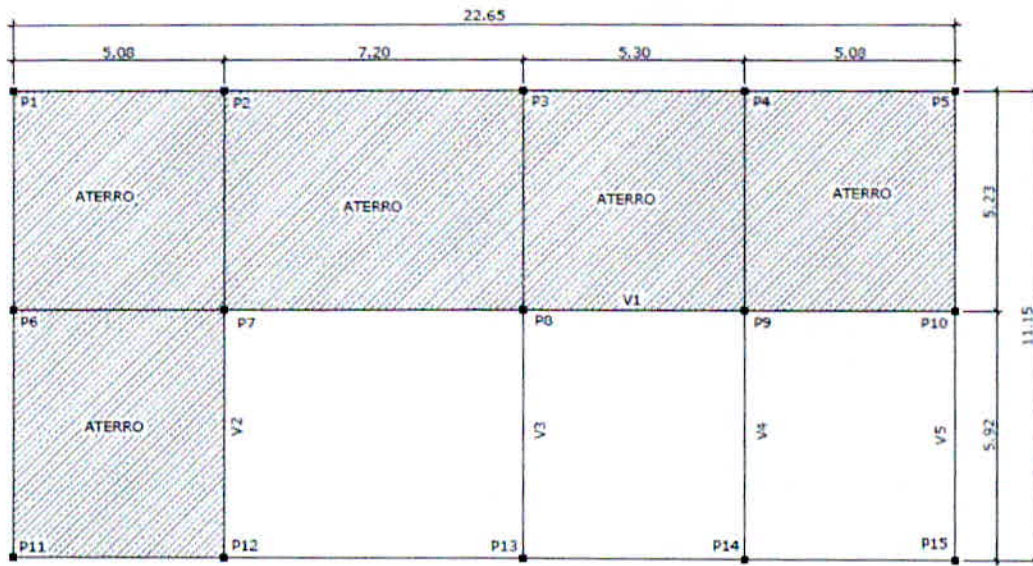 22.65
5.08 7.20 5.30 5.08
P1 P2 P3 P4 P5
ATERRO ATERRO ATERRO ATERRO
5.23
V1
P6 P7 P8 P9 P10
11.15
ATERRO V2 V3 V4 V5 5.92
P11 P12 P13 P14 P15